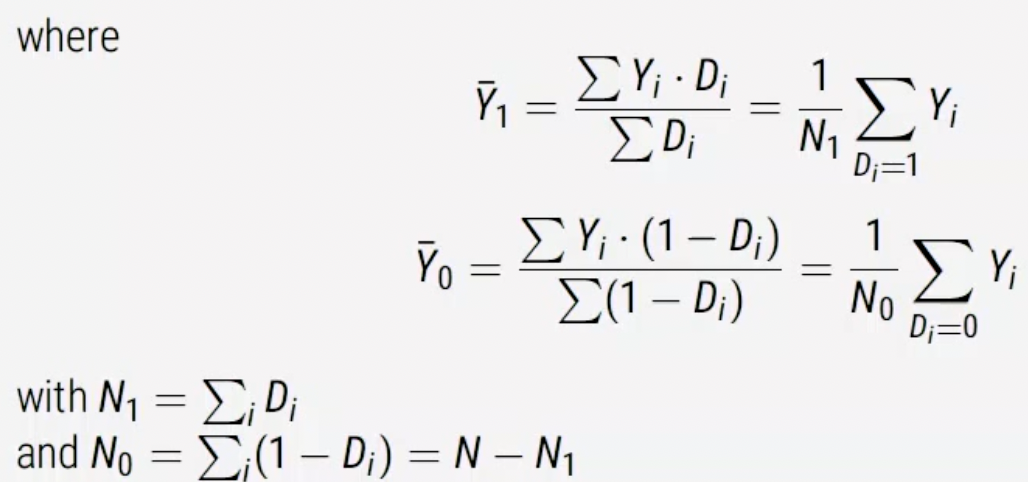 where
Ȳ₁ = ∑ Yᵢ · Dᵢ / ∑ Dᵢ = 1/N₁ ∑_{Dᵢ=1} Yᵢ
Ȳ₀ = ∑ Yᵢ · (1 − Dᵢ) / ∑(1 − Dᵢ) = 1/N₀ ∑_{Dᵢ=0} Yᵢ
with N₁ = ∑ᵢ Dᵢ
and N₀ = ∑ᵢ(1 − Dᵢ) = N − N₁